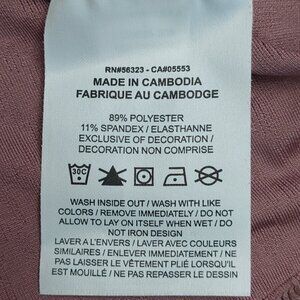 RN#56323 - CA#05553
MADE IN CAMBODIA
FABRIQUE AU CAMBODGE
89% POLYESTER
11% SPANDEX / ELASTHANNE
EXCLUSIVE OF DECORATION /
DECORATION NON COMPRISE
30C
WASH INSIDE OUT / WASH WITH LIKE
COLORS / REMOVE IMMEDIATELY / DO NOT
ALLOW TO LAY ON ITSELF WHEN WET / DO
NOT IRON DESIGN
LAVER A L'ENVERS / LAVER AVEC COULEURS
SIMILAIRES / ENLEVER IMMEDIATEMENT / NE
PAS LAISSER LE VÊTEMENT PLIE LORSQU'IL
EST MOUILLÉ / NE PAS REPASSER LE DESSIN